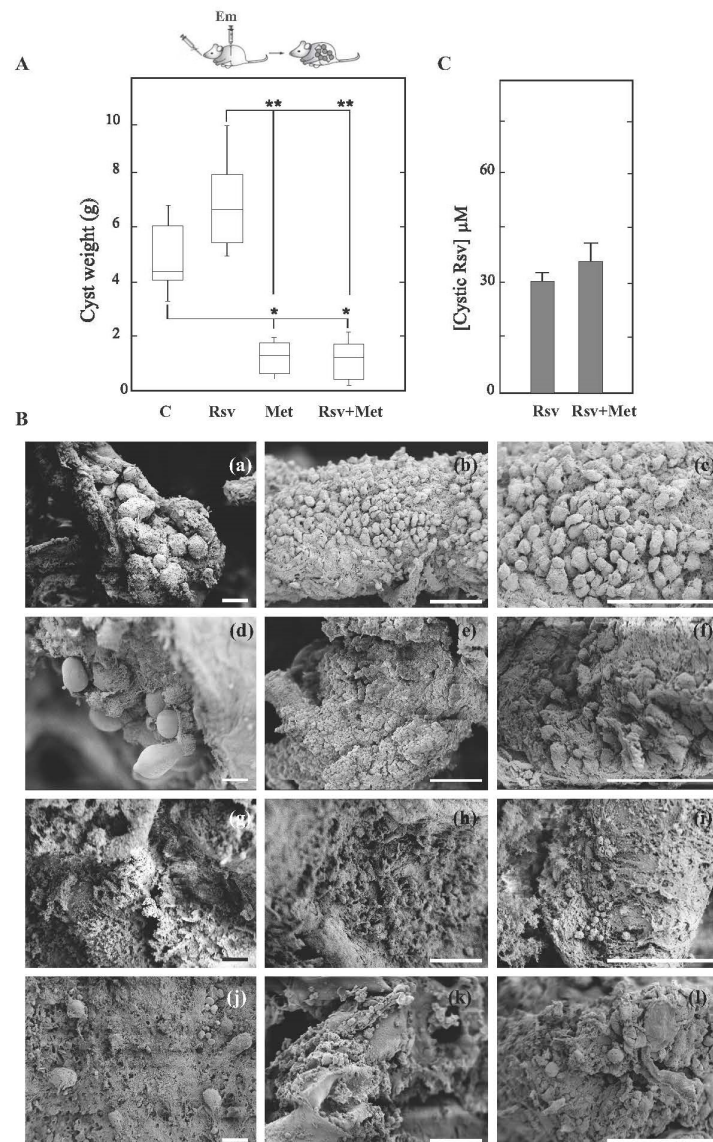 Em
A
C
Cyst weight (g)
10
8
6
4
2
0
**
**
*
*
C Rsv Met Rsv+Met
[Cystic Rsv] µM
60
30
0
Rsv Rsv+Met
B
(a) (b) (c)
(d) (e) (f)
(g) (h) (i)
(j) (k) (l)